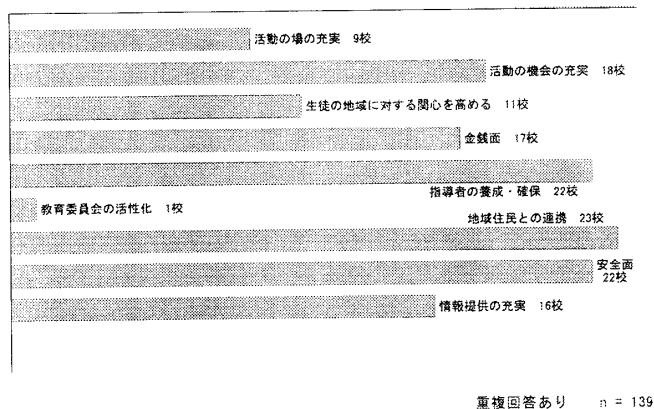 活動の場の充実 9校
活動の機会の充実 18校
生徒の地域に対する関心を高める 11校
金銭面 17校
指導者の養成・確保 22校
教育委員会の活性化 1校
地域住民との連携 23校
安全面
22校
情報提供の充実 16校
重複回答あり n = 139